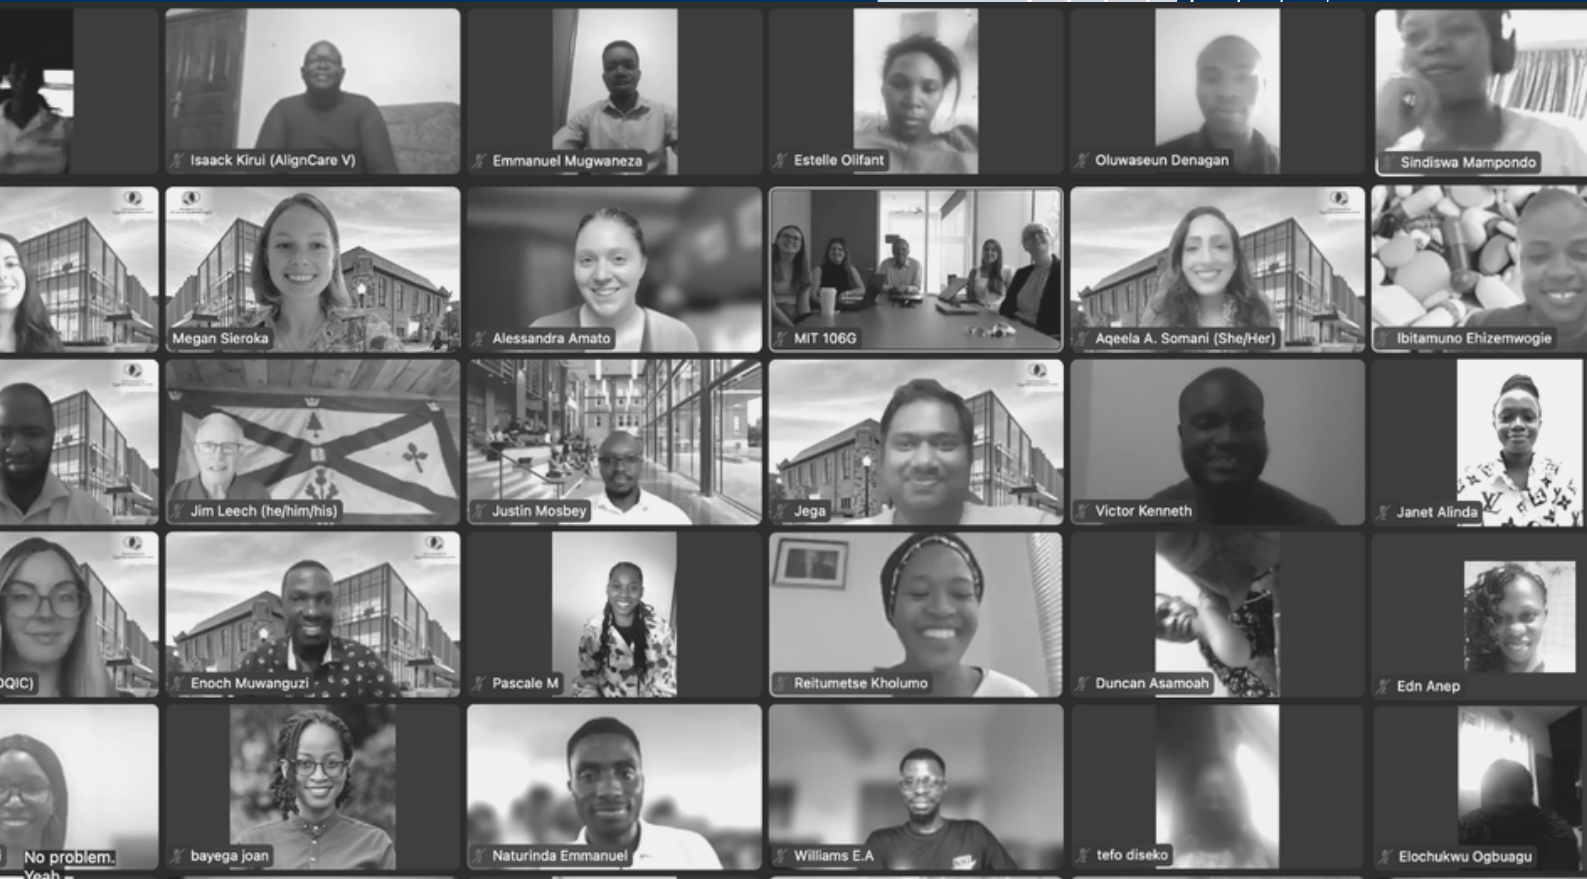 Isaack Kirui (AlignCare V)
Emmanuel Mugwaneza
Estelle Olifant
Oluwaseun Denagan
Sindiswa Mampondo
Megan Sieroka
Alessandra Amato
MIT 106G
Aqeela A. Somani (She/Her)
Ibitamuno Ehizemwogie
Jim Leech (he/him/his)
Justin Mosbey
Jega
Victor Kenneth
Janet Alinda
DQIC)
Enoch Muwanguzi
Pascale M
Reitumetse Kholumo
Duncan Asamoah
Edn Anep
bayega joan
Naturinda Emmanuel
Williams E.A
tefo diseko
Elochukwu Ogbuagu
No problem.
Yeah